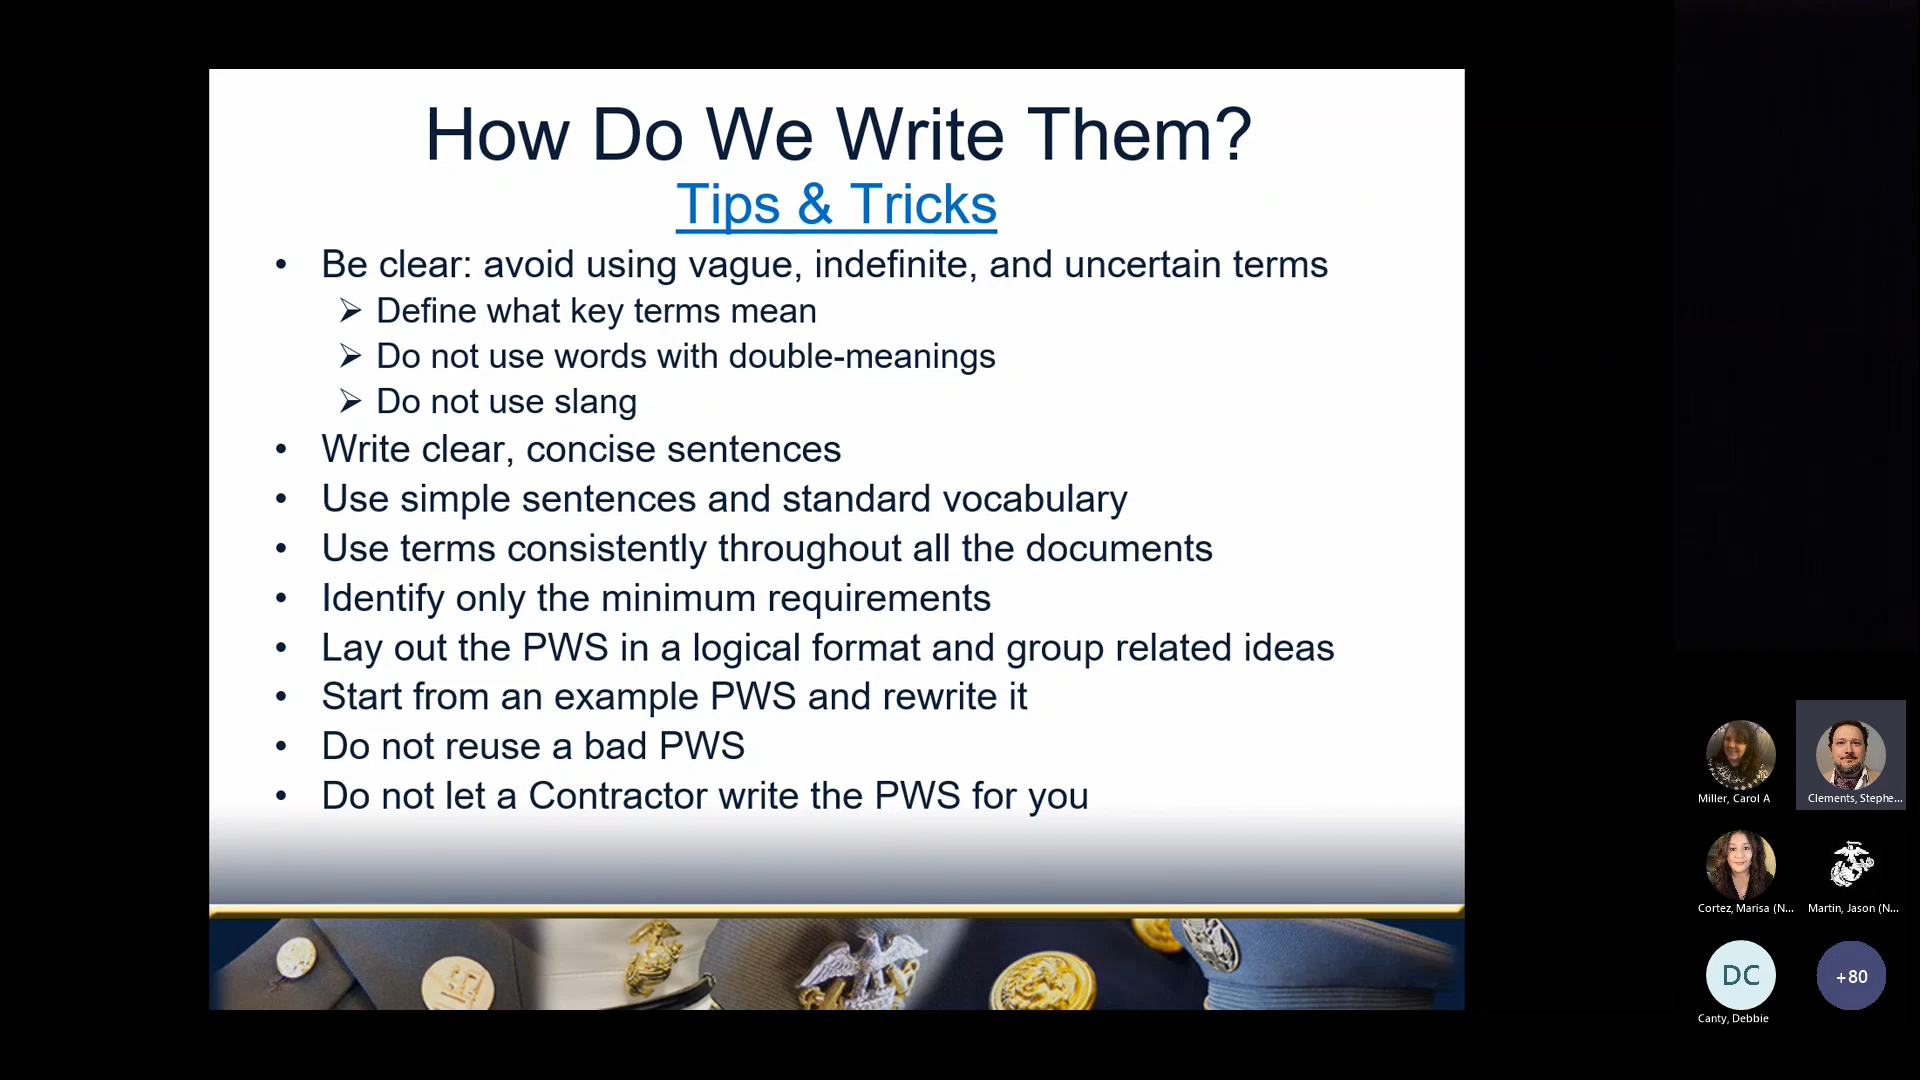 How Do We Write Them?
Tips & Tricks
• Be clear: avoid using vague, indefinite, and uncertain terms
➢ Define what key terms mean
➢ Do not use words with double-meanings
➢ Do not use slang
• Write clear, concise sentences
• Use simple sentences and standard vocabulary
• Use terms consistently throughout all the documents
• Identify only the minimum requirements
• Lay out the PWS in a logical format and group related ideas
• Start from an example PWS and rewrite it
• Do not reuse a bad PWS
• Do not let a Contractor write the PWS for you
Miller, Carol A
Clements, Stephe...
Cortez, Marisa (N...
Martin, Jason (N...
DC
+80
Canty, Debbie